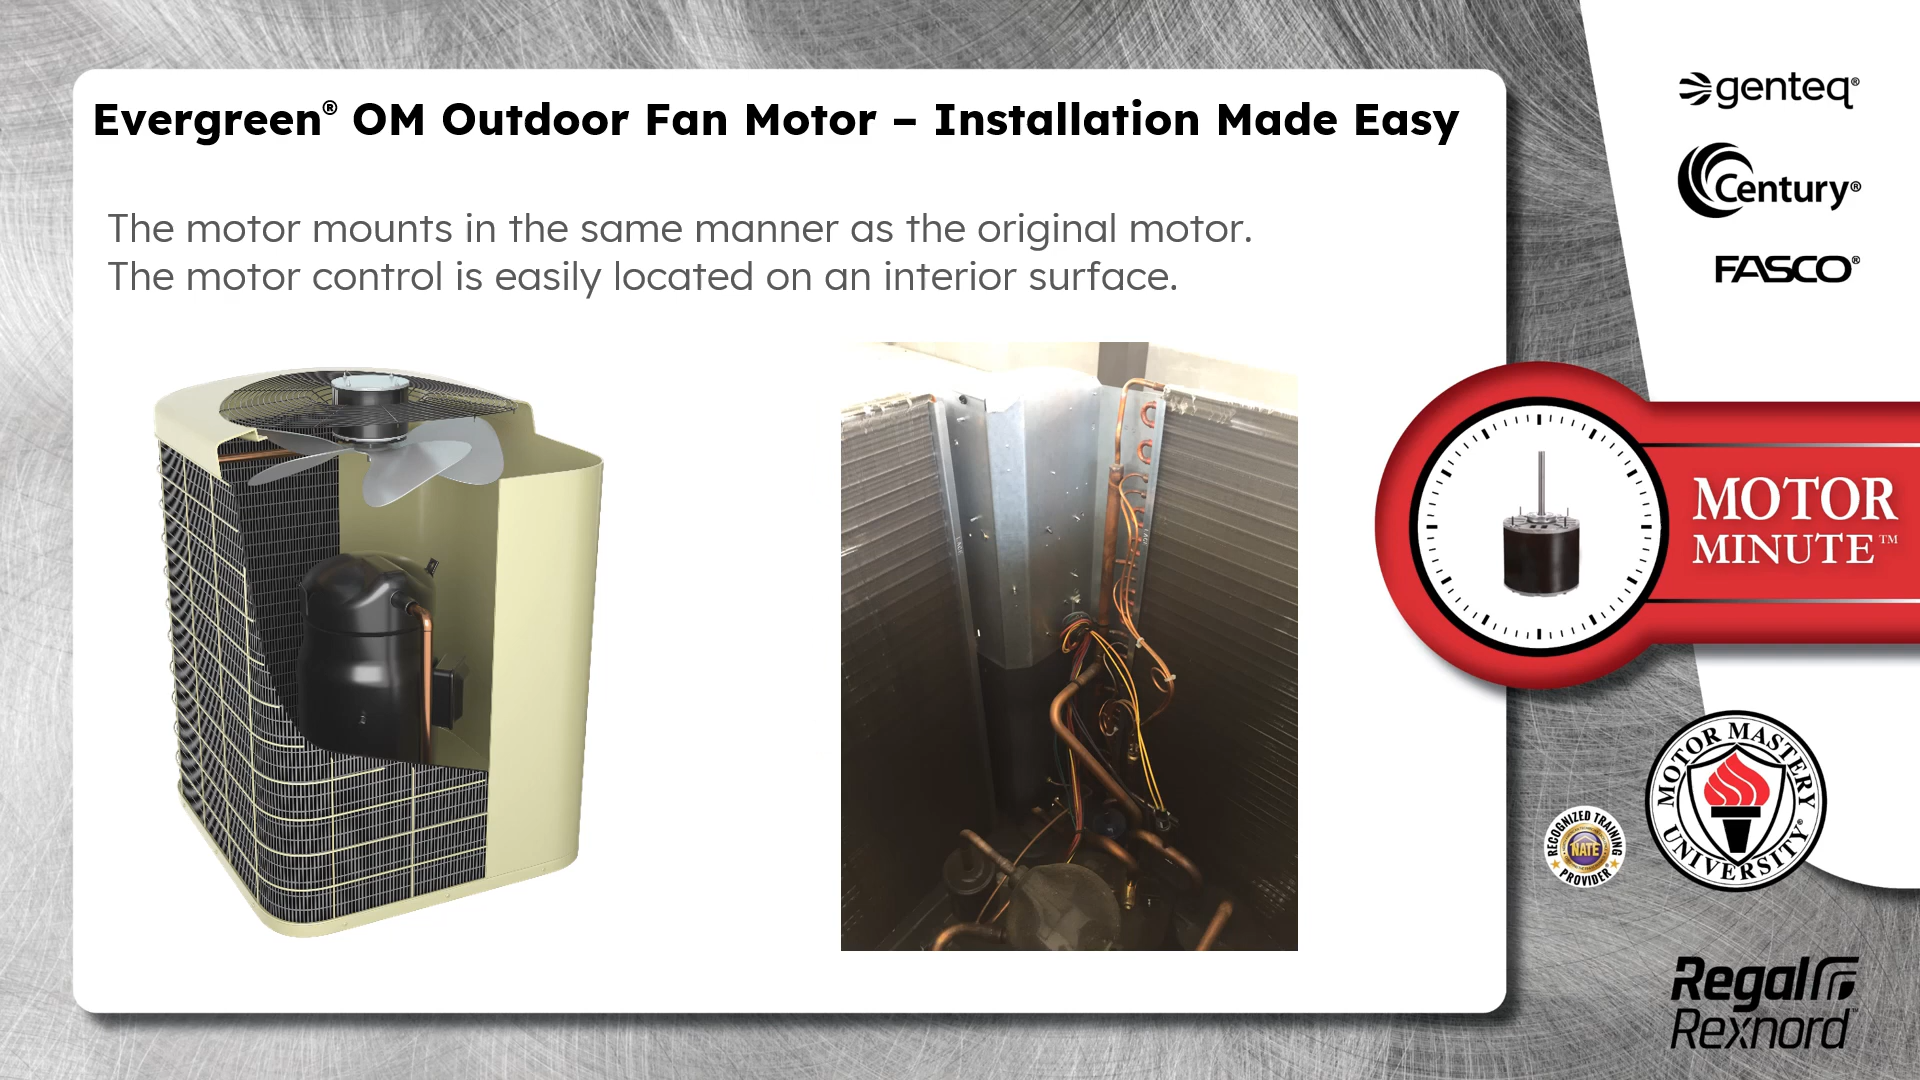 Evergreen® OM Outdoor Fan Motor – Installation Made Easy
The motor mounts in the same manner as the original motor.
The motor control is easily located on an interior surface.
genteq®
Century®
FASCO®
MOTOR
MINUTE™
MOTOR MASTERY
UNIVERSITY®
RECOGNIZED TRAINING
NATE
PROVIDER
Regal
Rexnord